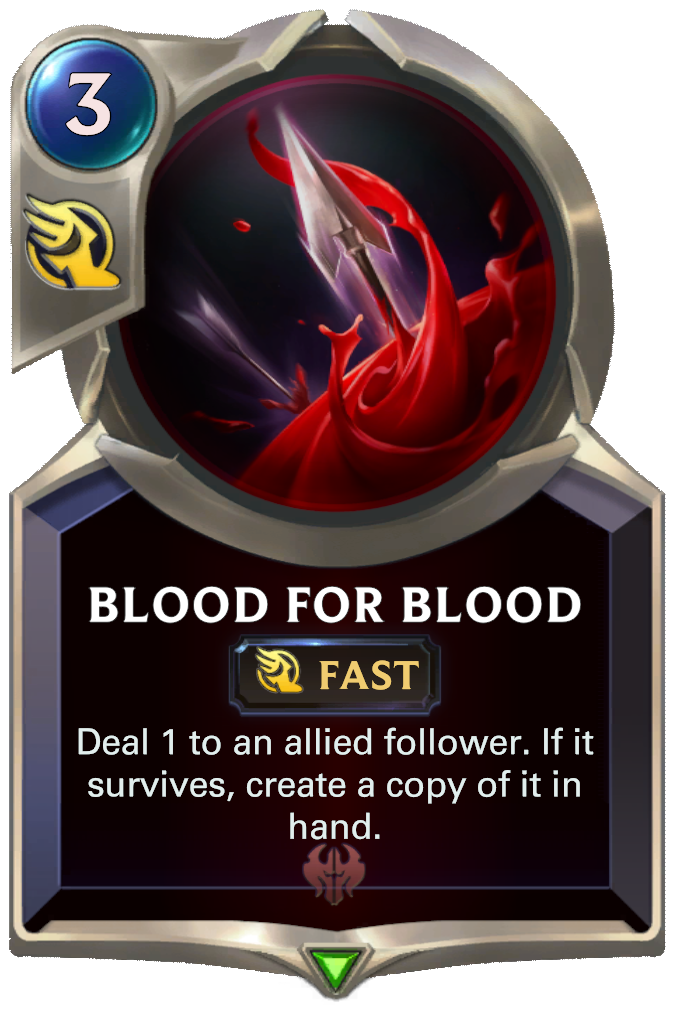 3
BLOOD FOR BLOOD
FAST
Deal 1 to an allied follower. If it
survives, create a copy of it in
hand.